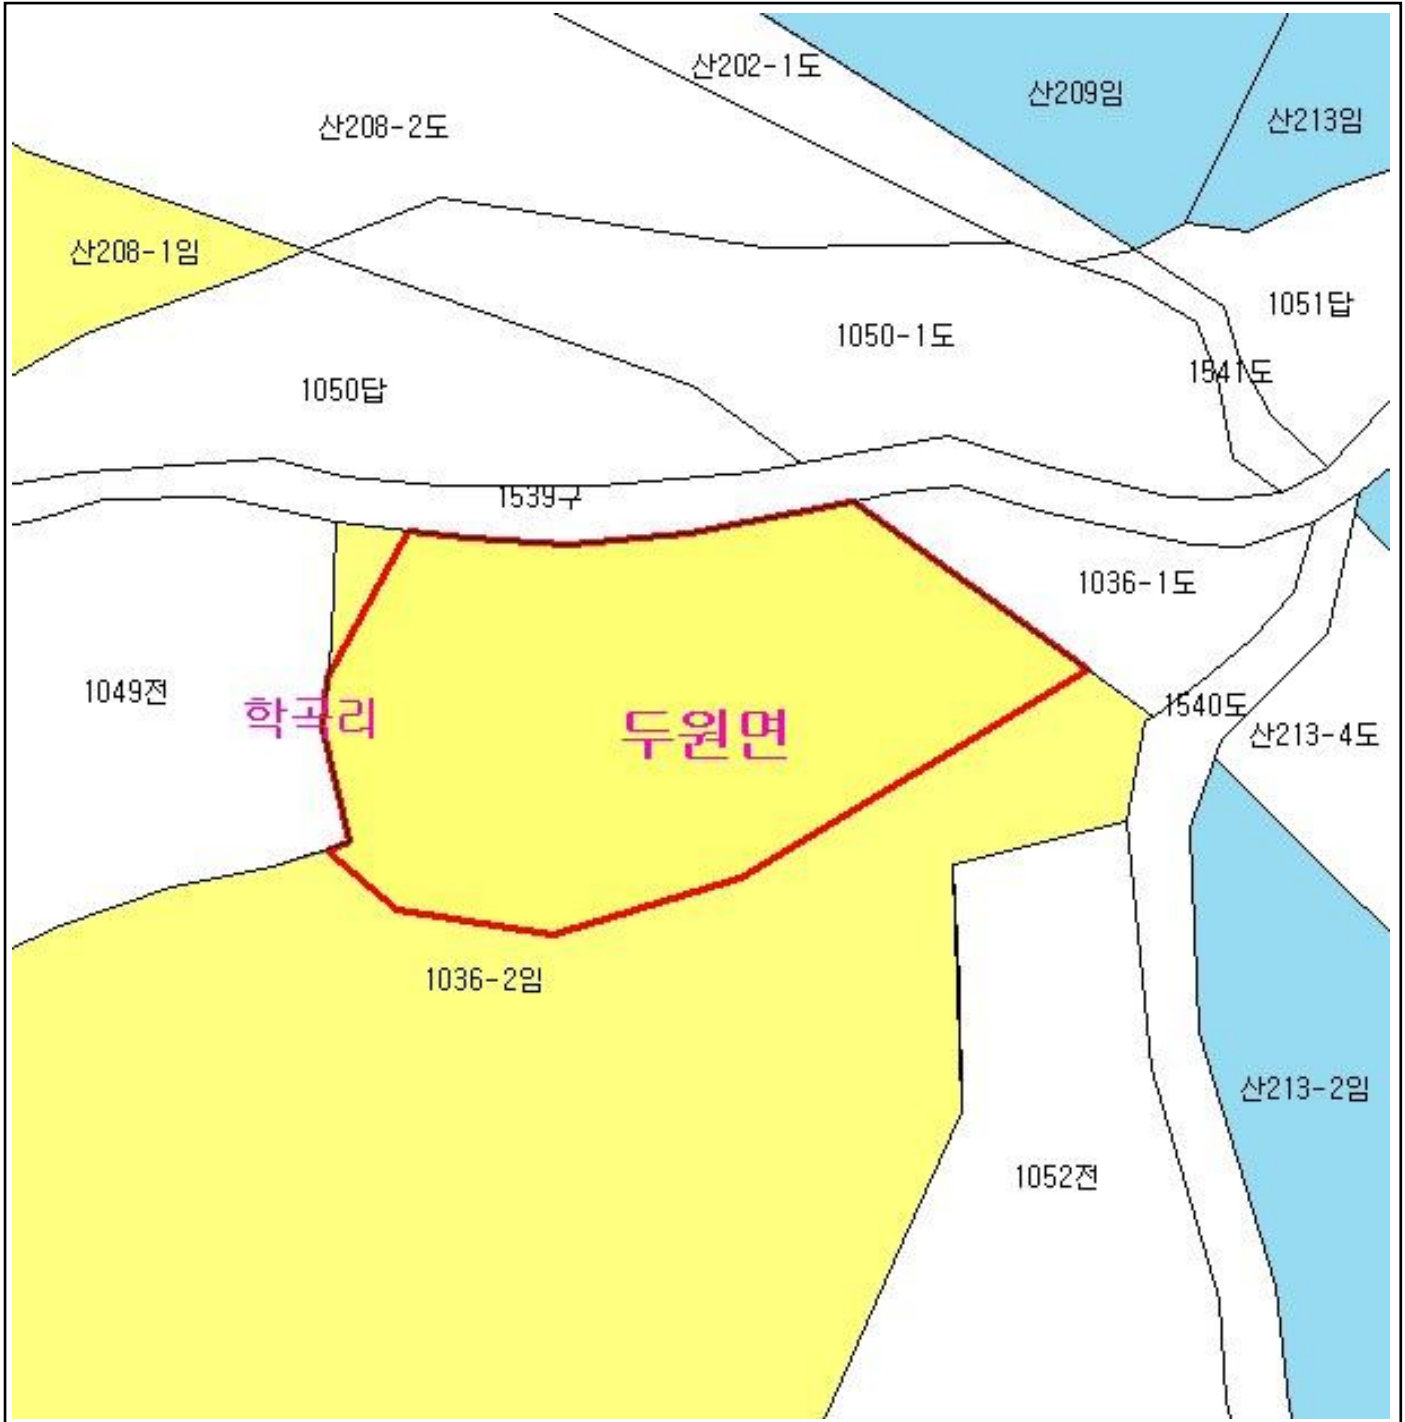 산202-1도
산209임
산213임
산208-2도
산208-1임
1051답
1050-1도
1541도
1050답
1539구
1036-1도
1049전
학곡리
두원면
1540도
산213-4도
1036-2임
산213-2임
1052전